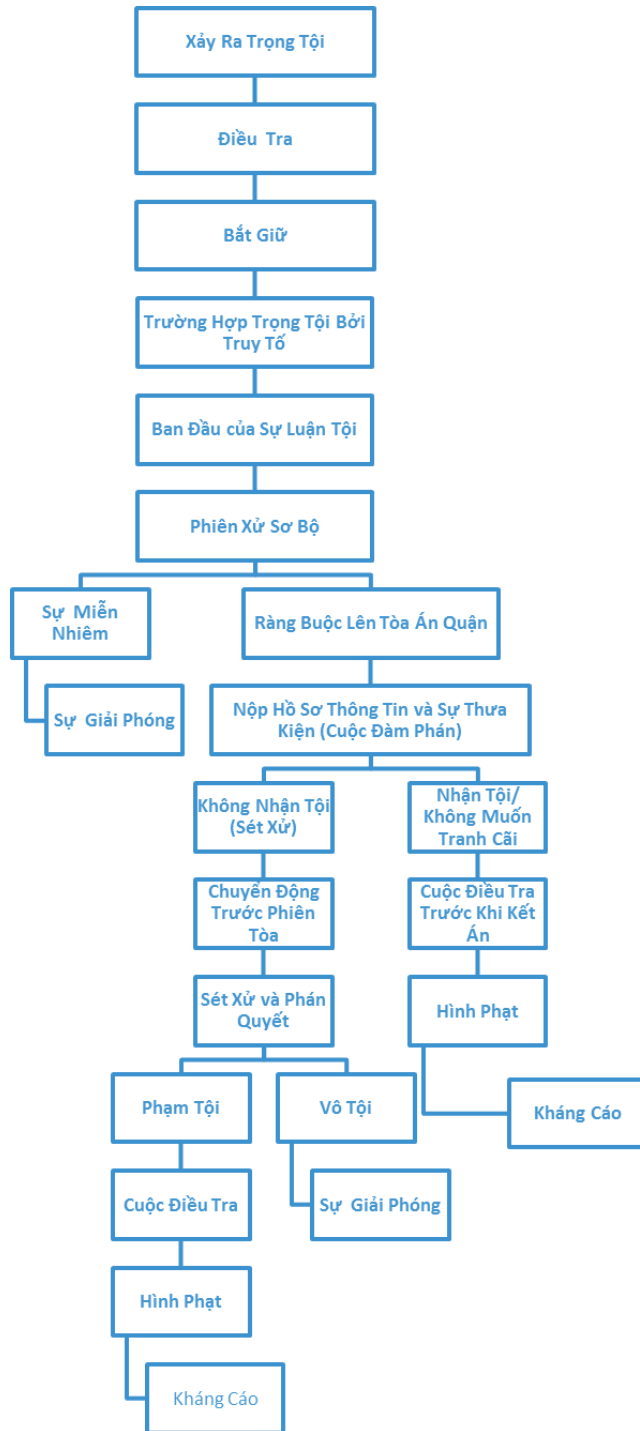 Xảy Ra Trọng Tội
Điều Tra
Bắt Giữ
Trường Hợp Trọng Tội Bởi
Truy Tố
Ban Đầu của Sự Luận Tội
Phiên Xử Sơ Bộ
Sự Miễn
Nhiêm
Ràng Buộc Lên Tòa Án Quận
Sự Giải Phóng
Nộp Hồ Sơ Thông Tin và Sự Thưa
Kiện (Cuộc Đàm Phán)
Không Nhận Tội
(Sét Xử)
Nhận Tội/
Không Muốn
Tranh Cãi
Chuyển Động
Trước Phiên
Tòa
Cuộc Điều Tra
Trước Khi Kết
Án
Sét Xử và Phán
Quyết
Hình Phạt
Phạm Tội
Vô Tội
Kháng Cáo
Cuộc Điều Tra
Sự Giải Phóng
Hình Phạt
Kháng Cáo